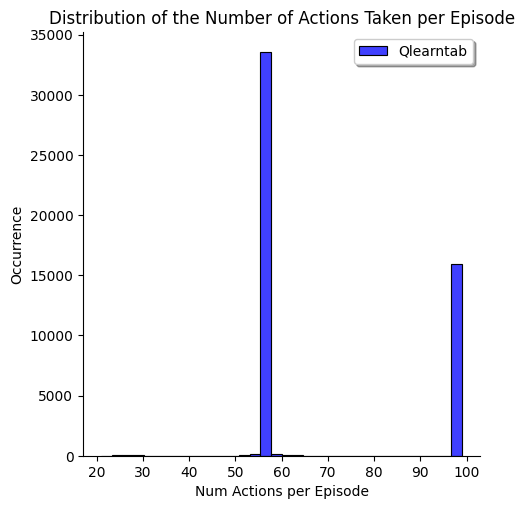 Distribution of the Number of Actions Taken per Episode
Qlearntab
35000
30000
25000
20000
15000
10000
5000
0
Occurrence
20 30 40 50 60 70 80 90 100
Num Actions per Episode